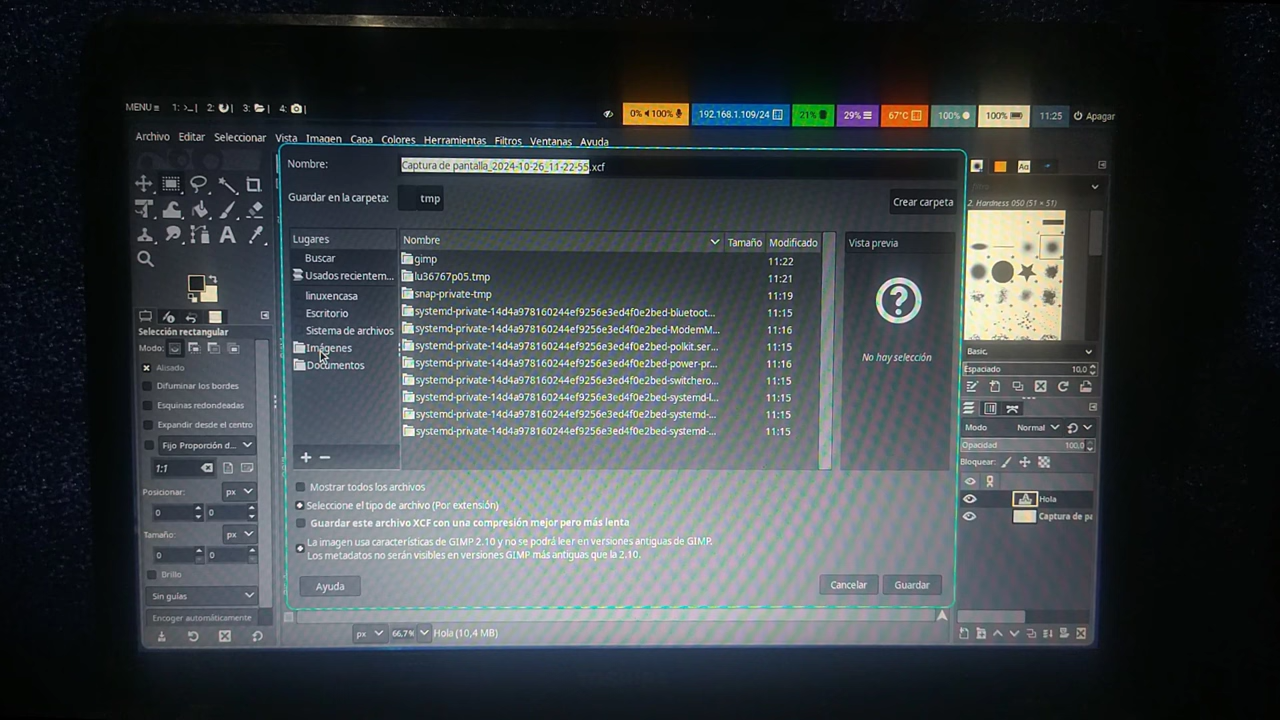 MENU 1: >_| 2: | 3: | 4: | 0% 100% 192.168.1.109/24 21% 29% 67°C 100% 100% 11:25 Apagar
Archivo Editar Seleccionar Vista Imagen Capa Colores Herramientas Filtros Ventanas Ayuda
Nombre: Captura de pantalla_2024-10-26_11-22-55.xcf
Guardar en la carpeta: tmp Crear carpeta
Lugares
Buscar
Usados recientem...
linuxencasa
Escritorio
Sistema de archivos
Imágenes
Documentos
Nombre Tamaño Modificado
gimp 11:22
lu36767p05.tmp 11:21
snap-private-tmp 11:19
systemd-private-14d4a978160244ef9256e3ed4f0e2bed-bluetoot... 11:15
systemd-private-14d4a978160244ef9256e3ed4f0e2bed-ModemM... 11:16
systemd-private-14d4a978160244ef9256e3ed4f0e2bed-polkit.ser... 11:15
systemd-private-14d4a978160244ef9256e3ed4f0e2bed-power-pr... 11:16
systemd-private-14d4a978160244ef9256e3ed4f0e2bed-switchero... 11:15
systemd-private-14d4a978160244ef9256e3ed4f0e2bed-systemd-l... 11:15
systemd-private-14d4a978160244ef9256e3ed4f0e2bed-systemd-... 11:15
systemd-private-14d4a978160244ef9256e3ed4f0e2bed-systemd-... 11:15
Vista previa
No hay selección
Mostrar todos los archivos
Seleccione el tipo de archivo (Por extensión)
Guardar este archivo XCF con una compresión mejor pero más lenta
La imagen usa características de GIMP 2.10 y no se podrá leer en versiones antiguas de GIMP.
Los metadatos no serán visibles en versiones GIMP más antiguas que la 2.10.
Ayuda Cancelar Guardar
Selección rectangular
Modo:
Alisado
Difuminar los bordes
Esquinas redondeadas
Expandir desde el centro
Fijo Proporción d...
1:1
Posicionar: px
0 0
Tamaño: px
0 0
Brillo
Sin guías
Encoger automáticamente
px 66,7% Hola (10,4 MB)
Aa
2. Hardness 050 (51 × 51)
Basic,
Espaciado 10,0
Modo Normal
Opacidad 100,0
Bloquear:
Hola
Captura de pa